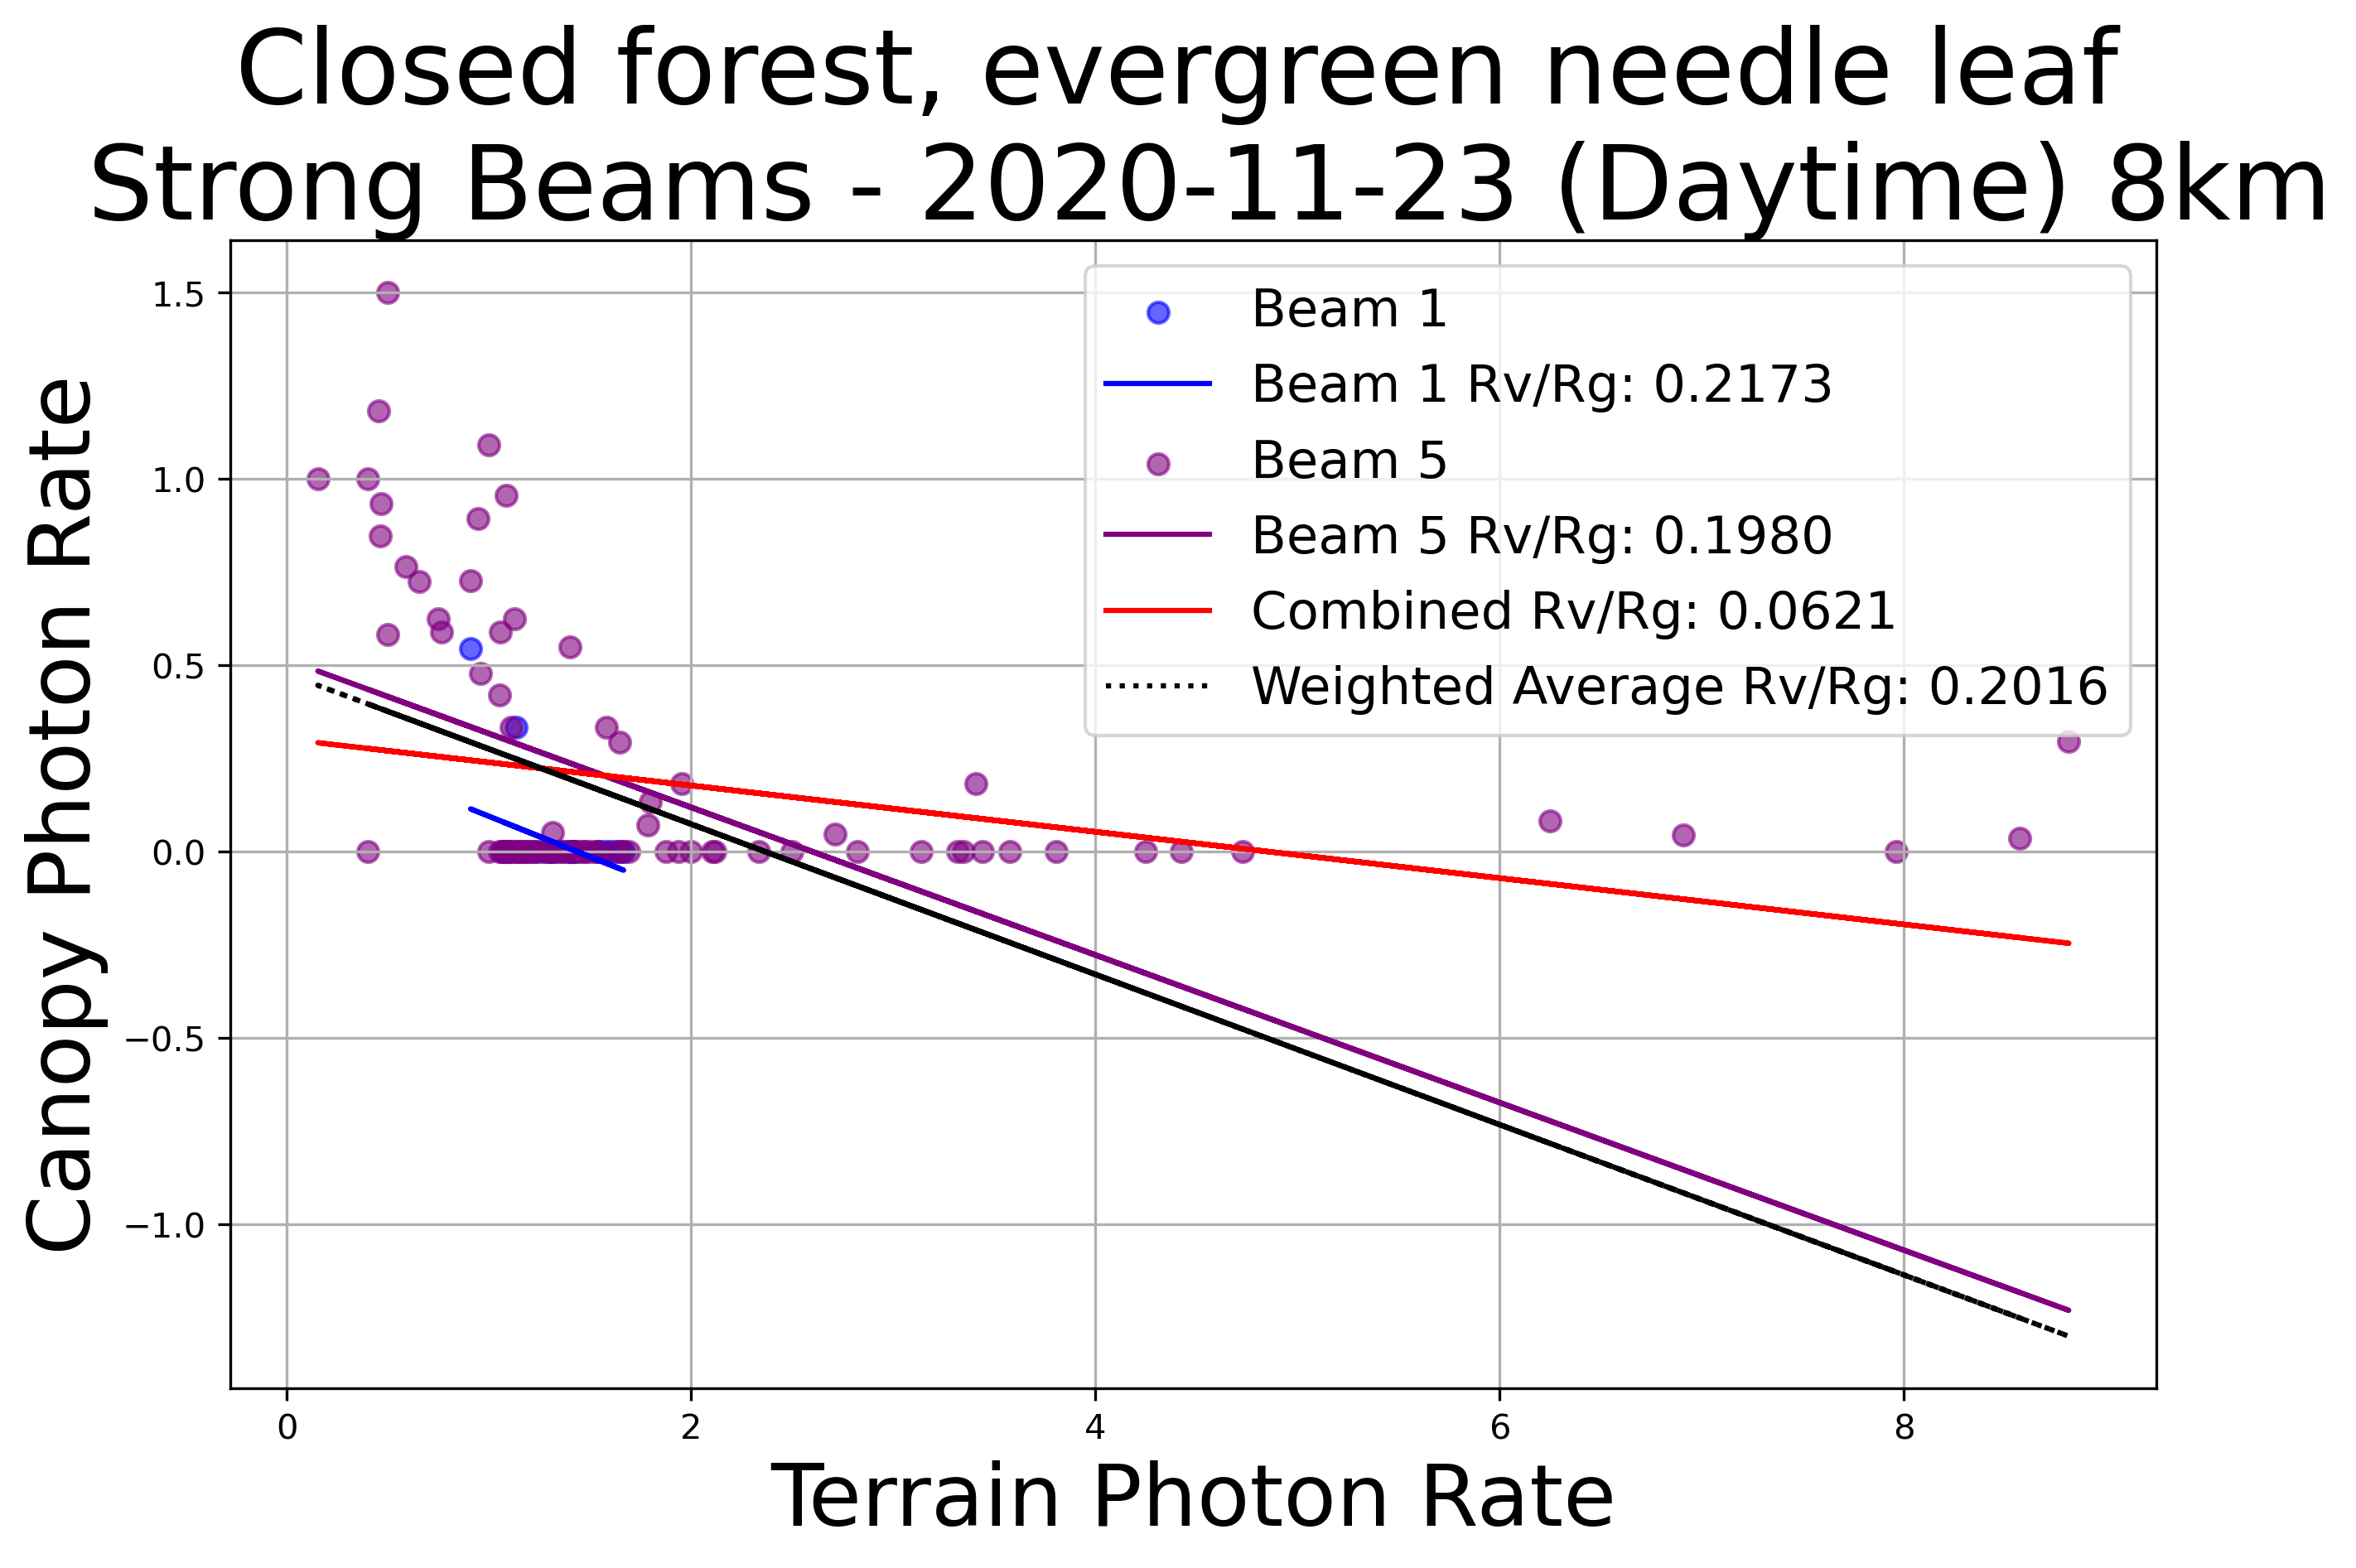 Closed forest, evergreen needle leaf
Strong Beams - 2020-11-23 (Daytime) 8km
Beam 1
Beam 1 Rv/Rg: 0.2173
Beam 5
Beam 5 Rv/Rg: 0.1980
Combined Rv/Rg: 0.0621
Weighted Average Rv/Rg: 0.2016
Canopy Photon Rate
1.5
1.0
0.5
0.0
−0.5
−1.0
0 2 4 6 8
Terrain Photon Rate